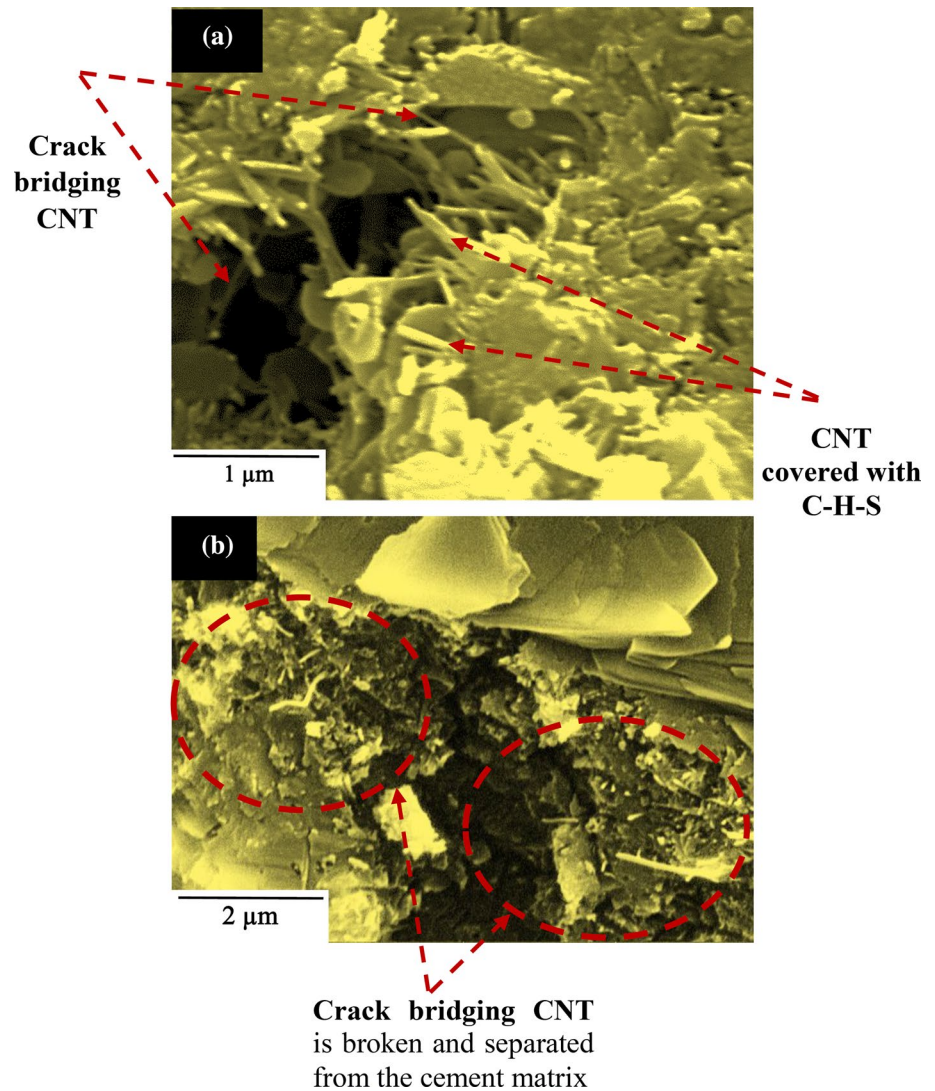 (a)
Crack
bridging
CNT
1 µm
CNT
covered with
C-H-S
(b)
2 µm
Crack bridging CNT
is broken and separated
from the cement matrix